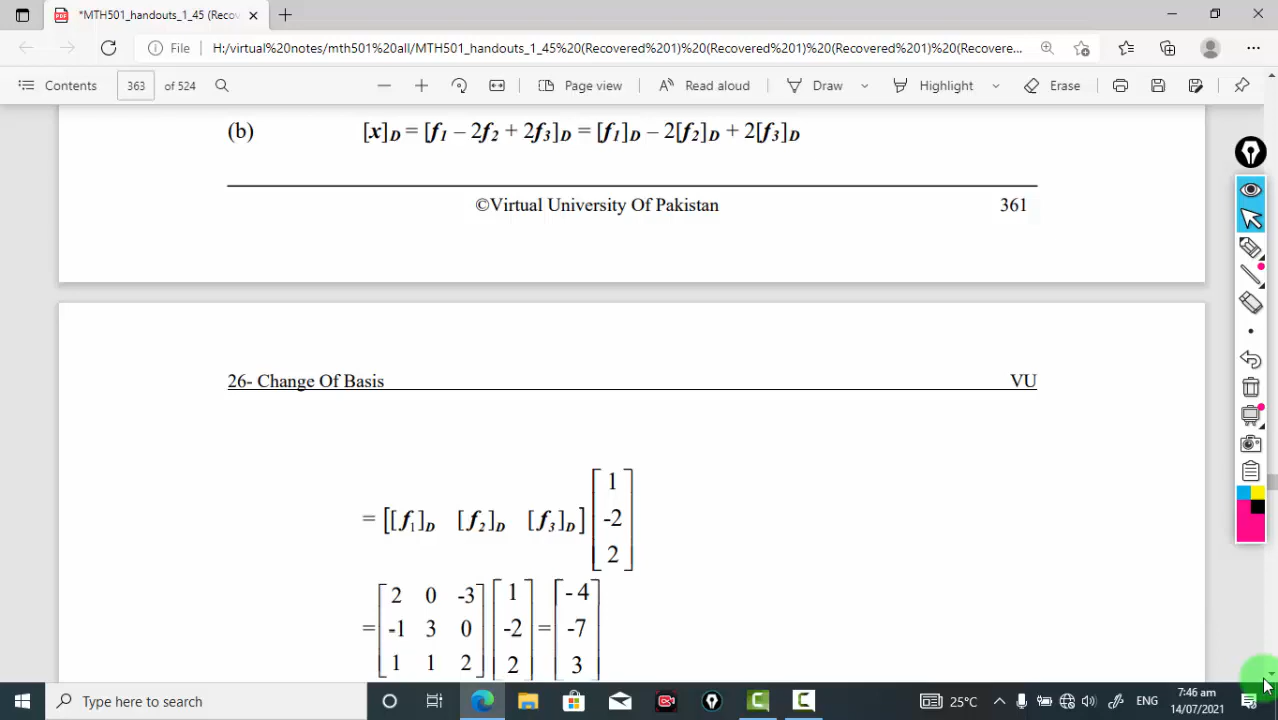 *MTH501_handouts_1_45 (Recov
File H:/virtual%20notes/mth501%20all/MTH501_handouts_1_45%20(Recovered%201)%20(Recovered%201)%20(Recovered%201)%20(Recovere...
Contents 363 of 524 Page view Read aloud Draw Highlight Erase
(b) [x]D = [f1 – 2f2 + 2f3]D = [f1]D – 2[f2]D + 2[f3]D
©Virtual University Of Pakistan 361
26- Change Of Basis VU
= [[f1]D [f2]D [f3]D] [1
-2
2]
= [2 0 -3 [1 = [- 4
-1 3 0 -2 -7
1 1 2] 2] 3]
Type here to search 25°C ENG 7:46 am
14/07/2021